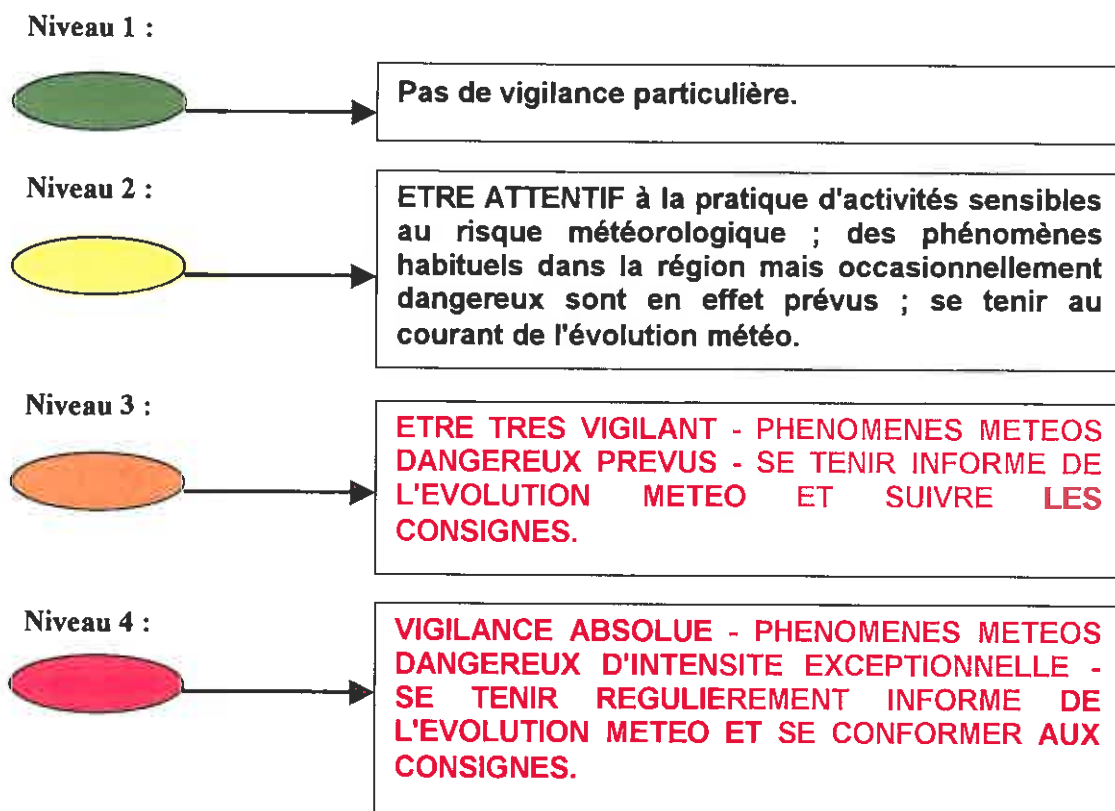 Niveau 1 :
Pas de vigilance particulière.
Niveau 2 :
ETRE ATTENTIF à la pratique d'activités sensibles
au risque météorologique ; des phénomènes
habituels dans la région mais occasionnellement
dangereux sont en effet prévus ; se tenir au
courant de l'évolution météo.
Niveau 3 :
ETRE TRES VIGILANT - PHENOMENES METEOS
DANGEREUX PREVUS - SE TENIR INFORME DE
L'EVOLUTION METEO ET SUIVRE LES
CONSIGNES.
Niveau 4 :
VIGILANCE ABSOLUE - PHENOMENES METEOS
DANGEREUX D'INTENSITE EXCEPTIONNELLE -
SE TENIR REGULIEREMENT INFORME DE
L'EVOLUTION METEO ET SE CONFORMER AUX
CONSIGNES.